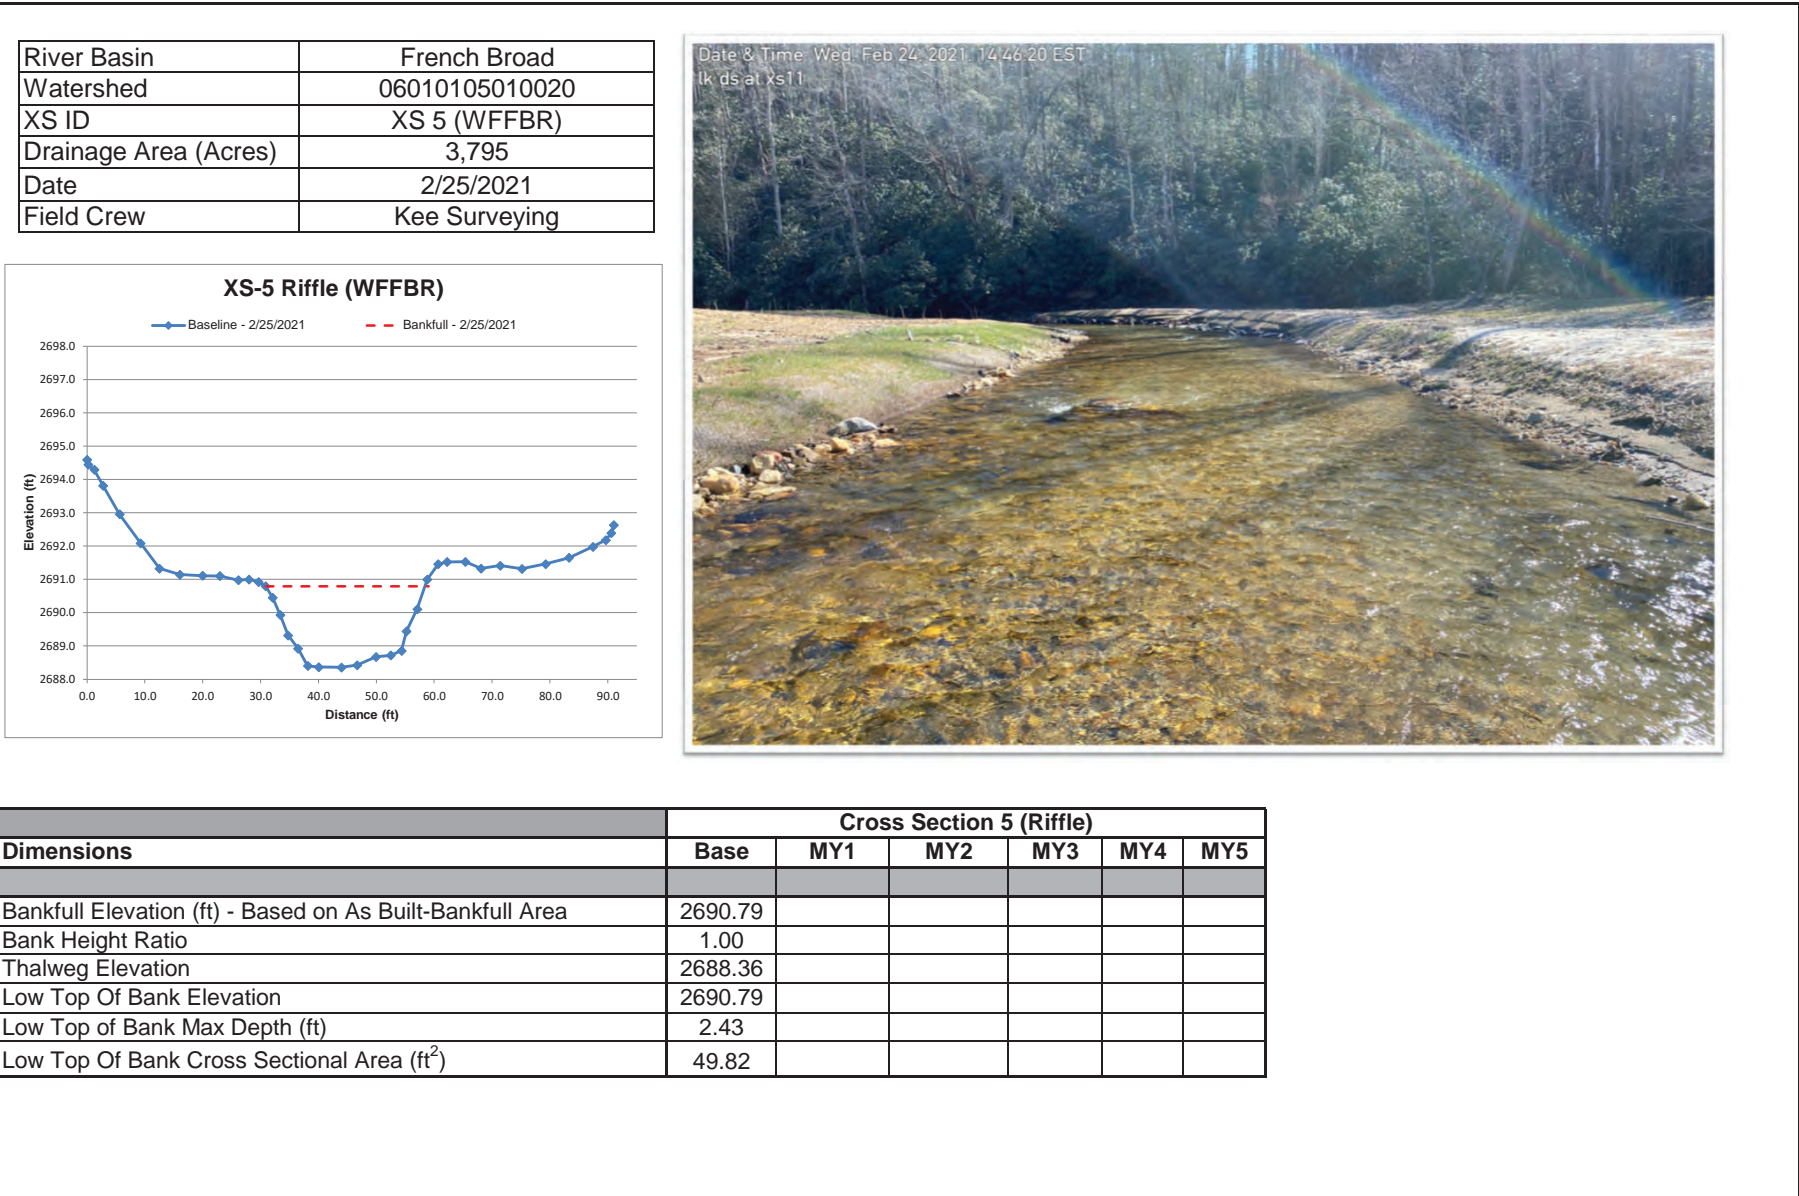 River Basin French Broad
Watershed 06010105010020
XS ID XS 5 (WFFBR)
Drainage Area (Acres) 3,795
Date 2/25/2021
Field Crew Kee Surveying
Date & Time: Wed, Feb 24, 2021, 14:46:20 EST
lk ds at xs11
XS-5 Riffle (WFFBR)
Baseline - 2/25/2021 Bankfull - 2/25/2021
2698.0
2697.0
2696.0
2695.0
2694.0
2693.0
2692.0
2691.0
2690.0
2689.0
2688.0
Elevation (ft)
0.0 10.0 20.0 30.0 40.0 50.0 60.0 70.0 80.0 90.0
Distance (ft)
Cross Section 5 (Riffle)
Dimensions Base MY1 MY2 MY3 MY4 MY5
Bankfull Elevation (ft) - Based on As Built-Bankfull Area 2690.79
Bank Height Ratio 1.00
Thalweg Elevation 2688.36
Low Top Of Bank Elevation 2690.79
Low Top of Bank Max Depth (ft) 2.43
Low Top Of Bank Cross Sectional Area (ft²) 49.82